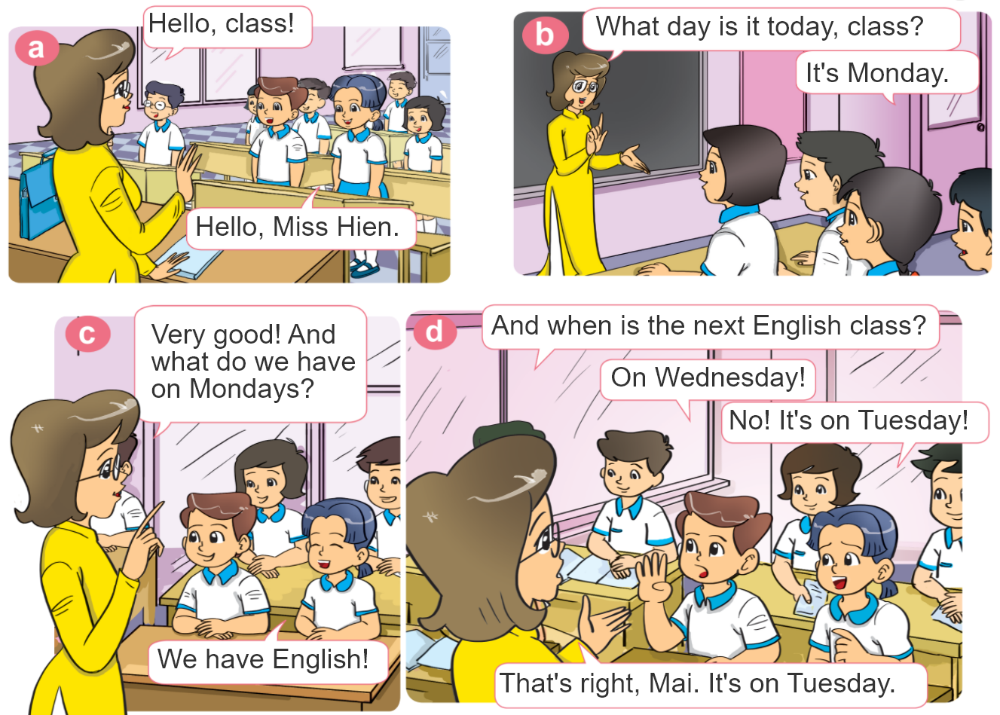 a
Hello, class!
Hello, Miss Hien.
b
What day is it today, class?
It's Monday.
c
Very good! And
what do we have
on Mondays?
We have English!
d
And when is the next English class?
On Wednesday!
No! It's on Tuesday!
That's right, Mai. It's on Tuesday.